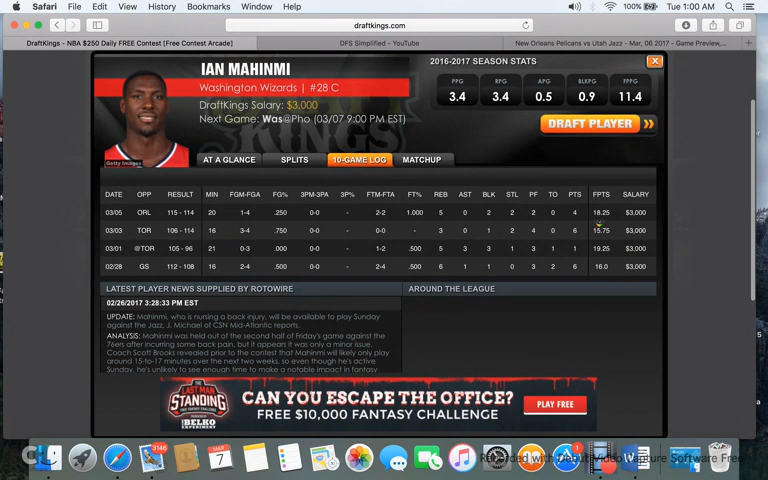 Safari File Edit View History Bookmarks Window Help 100% Tue 1:00 AM
draftkings.com
DraftKings - NBA $250 Daily FREE Contest [Free Contest Arcade] DFS Simplified - YouTube New Orleans Pelicans vs Utah Jazz - Mar, 06 2017 - Game Preview,...
IAN MAHINMI
2016-2017 SEASON STATS X
Washington Wizards | #28 C
PPG RPG APG BLKPG FPPG
3.4 3.4 0.5 0.9 11.4
DraftKings Salary: $3,000
Next Game: Was@Pho (03/07 9:00 PM EST)
DRAFT PLAYER
Getty Images
AT A GLANCE SPLITS 10-GAME LOG MATCHUP
DATE OPP RESULT MIN FGM-FGA FG% 3PM-3PA 3P% FTM-FTA FT% REB AST BLK STL PF TO PTS FPTS SALARY
03/05 ORL 115 - 114 20 1-4 .250 0-0 - 2-2 1.000 5 0 2 2 2 0 4 18.25 $3,000
03/03 TOR 106 - 114 16 3-4 .750 0-0 - 0-0 - 3 0 1 2 4 0 6 15.75 $3,000
03/01 @TOR 105 - 96 21 0-3 .000 0-0 - 1-2 .500 5 3 3 1 3 1 1 19.25 $3,000
02/28 GS 112 - 108 16 2-4 .500 0-0 - 2-4 .500 6 1 1 0 3 2 6 16.0 $3,000
LATEST PLAYER NEWS SUPPLIED BY ROTOWIRE AROUND THE LEAGUE
02/26/2017 3:28:33 PM EST
UPDATE: Mahinmi, who is nursing a back injury, will be available to play Sunday
against the Jazz, J. Michael of CSN Mid-Atlantic reports.
ANALYSIS: Mahinmi was held out of the second half of Friday's game against the
76ers after incurring some back pain, but it appears it was only a minor issue.
Coach Scott Brooks revealed prior to the contest that Mahinmi will likely only play
around 15-to-17 minutes over the next two weeks, so even though he's active
Sunday, he's unlikely to see enough time to make a notable impact in fantasy
THE LAST MAN STANDING
FREE FANTASY CHALLENGE
THE BELKO EXPERIMENT
CAN YOU ESCAPE THE OFFICE?
FREE $10,000 FANTASY CHALLENGE
PLAY FREE
3146
MAR
7
1
Recorded with Debut Video Capture Software Free